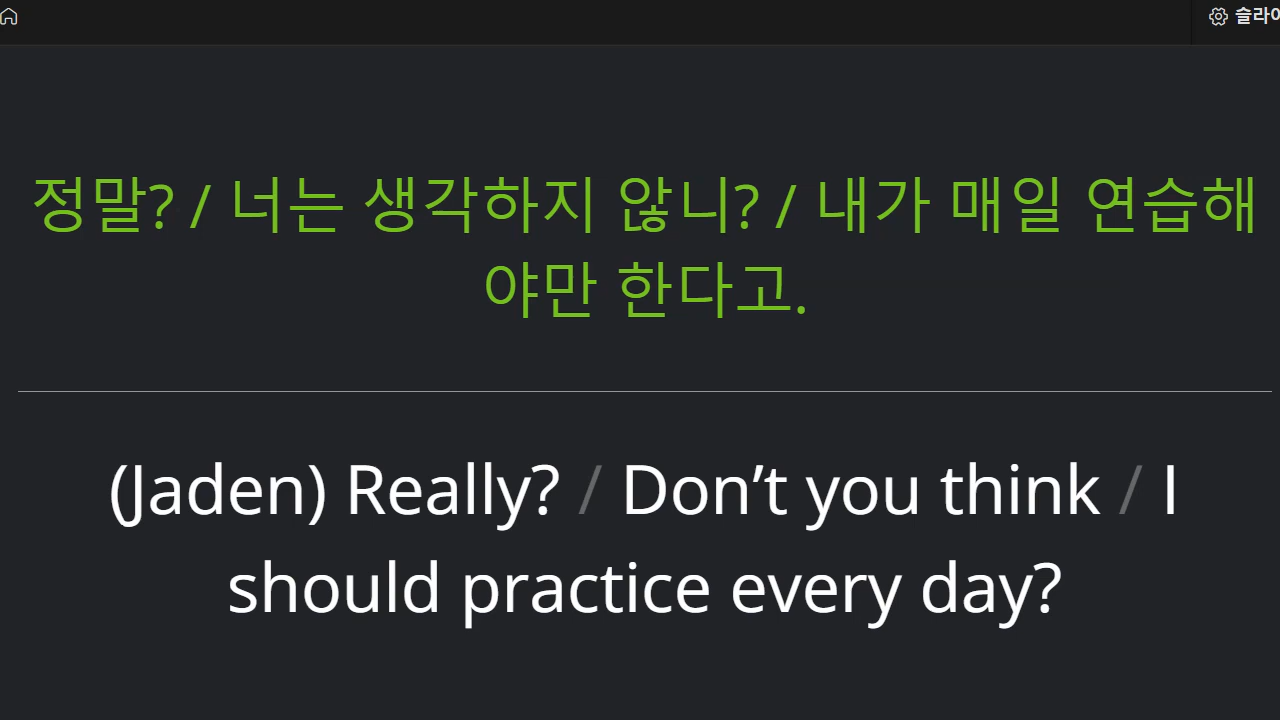 슬라이
정말? / 너는 생각하지 않니? / 내가 매일 연습해
야만 한다고.
(Jaden) Really? / Don’t you think / I
should practice every day?